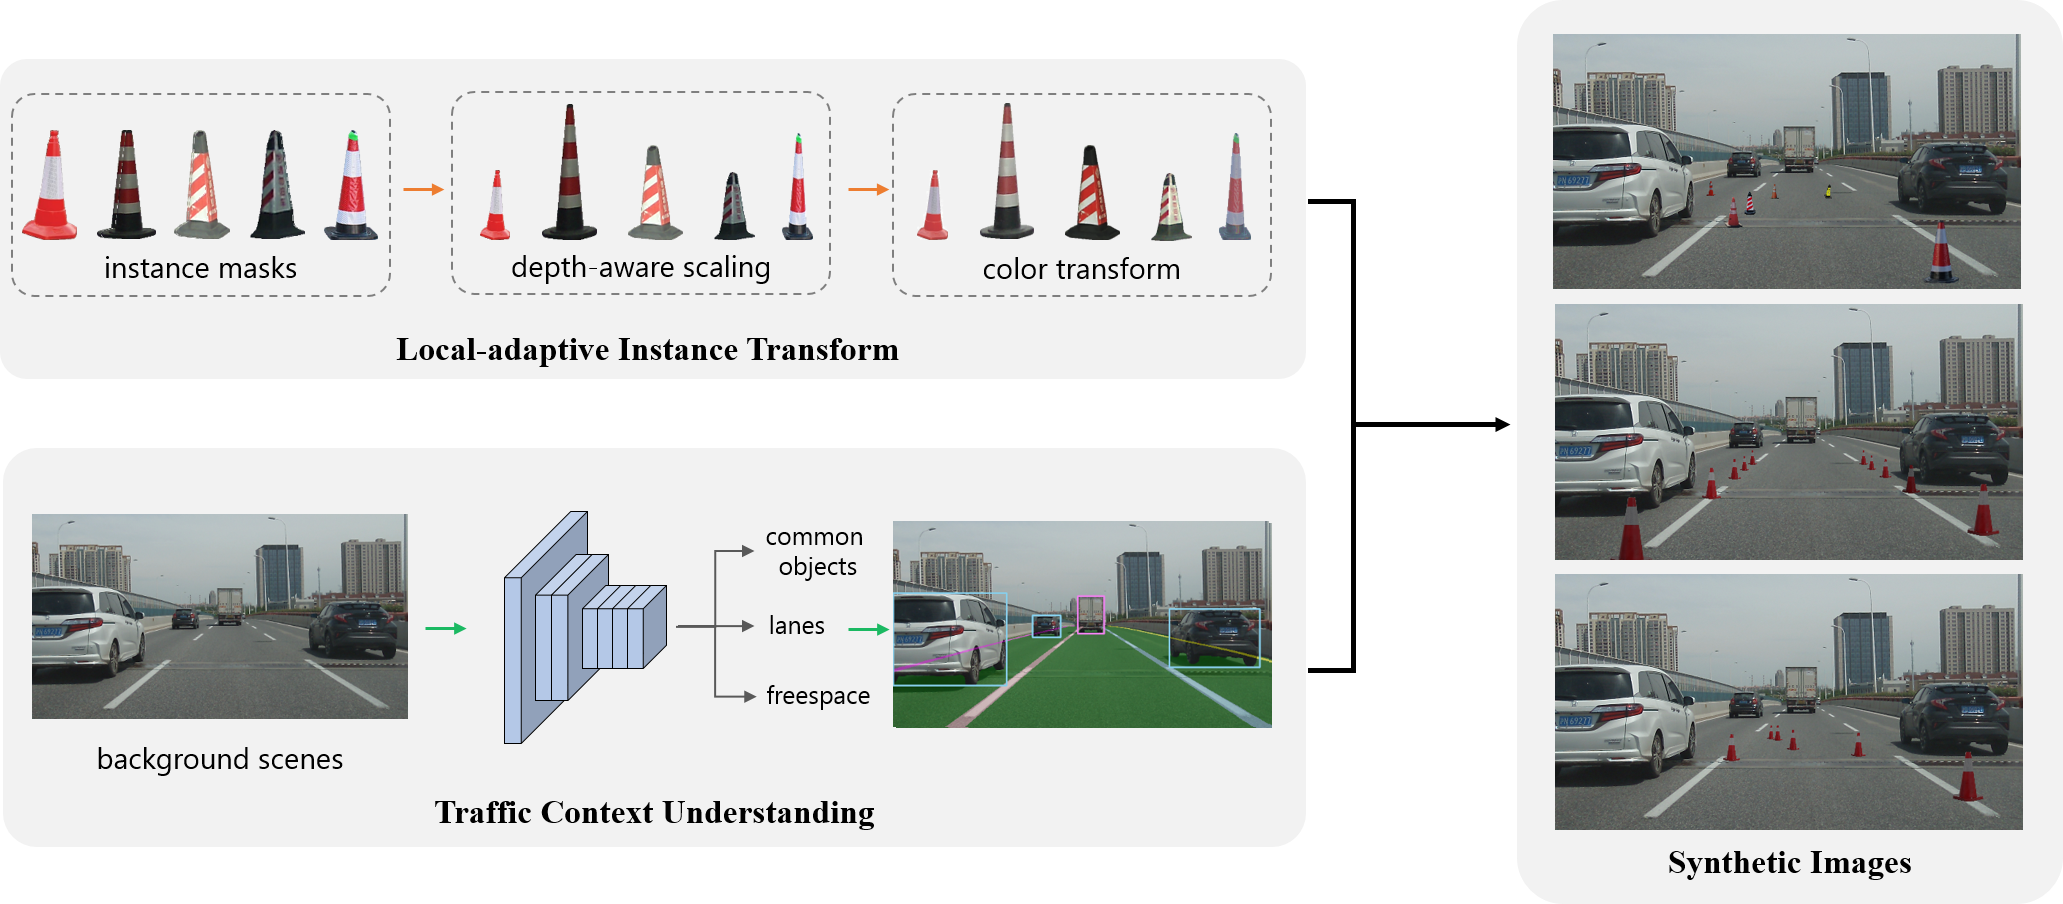 instance masks
depth-aware scaling
color transform
Local-adaptive Instance Transform
common
objects
lanes
freespace
background scenes
Traffic Context Understanding
Synthetic Images